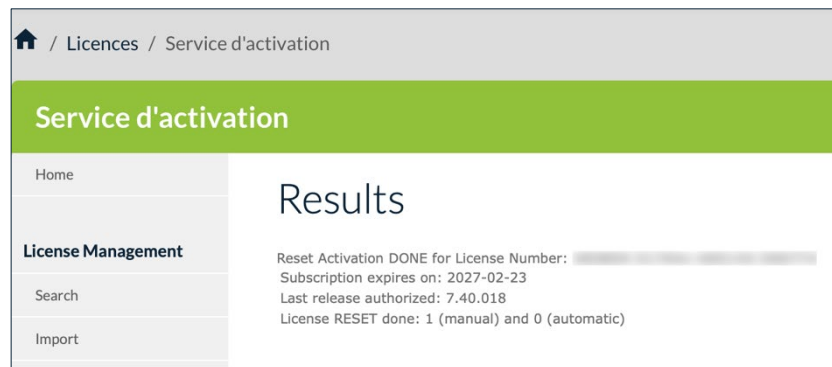 / Licences / Service d'activation
Service d'activation
Home
License Management
Search
Import
Results
Reset Activation DONE for License Number:
Subscription expires on: 2027-02-23
Last release authorized: 7.40.018
License RESET done: 1 (manual) and 0 (automatic)